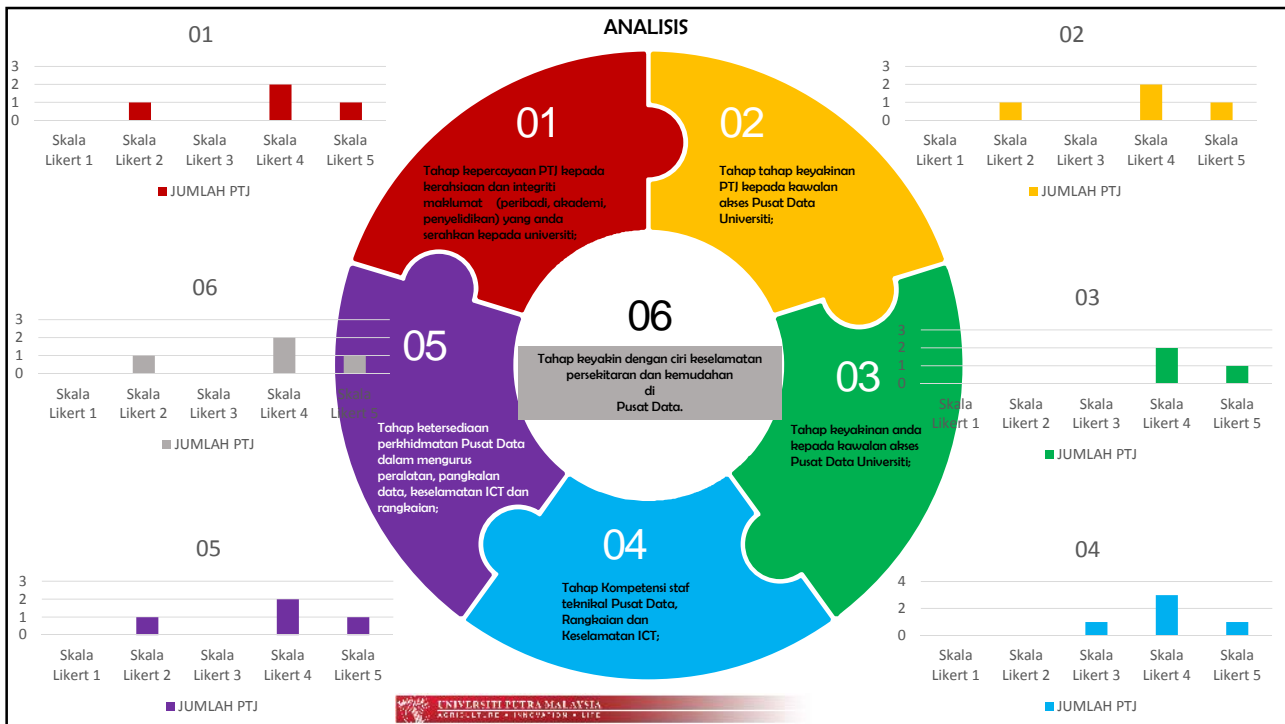 ANALISIS
01
3
2
1
0
Skala Likert 1
Skala Likert 2
Skala Likert 3
Skala Likert 4
Skala Likert 5
JUMLAH PTJ
02
3
2
1
0
Skala Likert 1
Skala Likert 2
Skala Likert 3
Skala Likert 4
Skala Likert 5
JUMLAH PTJ
01
Tahap kepercayaan PTJ kepada
kerahsiaan dan integriti
maklumat (peribadi, akademi,
penyelidikan) yang anda
serahkan kepada universiti;
02
Tahap tahap keyakinan
PTJ kepada kawalan
akses Pusat Data
Universiti;
06
3
2
1
0
Skala Likert 1
Skala Likert 2
Skala Likert 3
Skala Likert 4
Skala Likert 5
JUMLAH PTJ
05
Tahap ketersediaan
perkhidmatan Pusat Data
dalam mengurus
peralatan, pangkalan
data, keselamatan ICT dan
rangkaian;
06
Tahap keyakin dengan ciri keselamatan
persekitaran dan kemudahan
di
Pusat Data.
03
Tahap keyakinan anda
kepada kawalan akses
Pusat Data Universiti;
03
3
2
1
0
Skala Likert 1
Skala Likert 2
Skala Likert 3
Skala Likert 4
Skala Likert 5
JUMLAH PTJ
05
3
2
1
0
Skala Likert 1
Skala Likert 2
Skala Likert 3
Skala Likert 4
Skala Likert 5
JUMLAH PTJ
04
Tahap Kompetensi staf
teknikal Pusat Data,
Rangkaian dan
Keselamatan ICT;
04
4
2
0
Skala Likert 1
Skala Likert 2
Skala Likert 3
Skala Likert 4
Skala Likert 5
JUMLAH PTJ
UNIVERSITI PUTRA MALAYSIA
AGRICULTURE • INNOVATION • LIFE